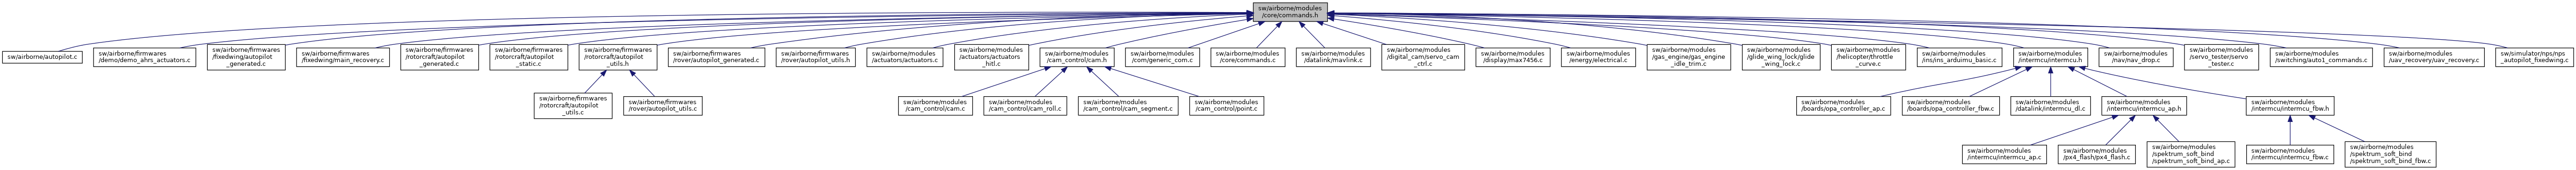 sw/airborne/modules
/core/commands.h
sw/airborne/autopilot.c
sw/airborne/firmwares
/demo/demo_ahrs_actuators.c
sw/airborne/firmwares
/fixedwing/autopilot
_generated.c
sw/airborne/firmwares
/fixedwing/main_recovery.c
sw/airborne/firmwares
/rotorcraft/autopilot
_generated.c
sw/airborne/firmwares
/rotorcraft/autopilot
_static.c
sw/airborne/firmwares
/rotorcraft/autopilot
_utils.h
sw/airborne/firmwares
/rover/autopilot_generated.c
sw/airborne/firmwares
/rover/autopilot_utils.h
sw/airborne/modules
/actuators/actuators.c
sw/airborne/modules
/actuators/actuators
_hitl.c
sw/airborne/modules
/cam_control/cam.h
sw/airborne/modules
/com/generic_com.c
sw/airborne/modules
/core/commands.c
sw/airborne/modules
/datalink/mavlink.c
sw/airborne/modules
/digital_cam/servo_cam
_ctrl.c
sw/airborne/modules
/display/max7456.c
sw/airborne/modules
/energy/electrical.c
sw/airborne/modules
/gas_engine/gas_engine
_idle_trim.c
sw/airborne/modules
/glide_wing_lock/glide
_wing_lock.c
sw/airborne/modules
/helicopter/throttle
_curve.c
sw/airborne/modules
/ins/ins_arduimu_basic.c
sw/airborne/modules
/intermcu/intermcu.h
sw/airborne/modules
/nav/nav_drop.c
sw/airborne/modules
/servo_tester/servo
_tester.c
sw/airborne/modules
/switching/auto1_commands.c
sw/airborne/modules
/uav_recovery/uav_recovery.c
sw/simulator/nps/nps
_autopilot_fixedwing.c
sw/airborne/firmwares
/rotorcraft/autopilot
_utils.c
sw/airborne/firmwares
/rover/autopilot_utils.c
sw/airborne/modules
/cam_control/cam.c
sw/airborne/modules
/cam_control/cam_roll.c
sw/airborne/modules
/cam_control/cam_segment.c
sw/airborne/modules
/cam_control/point.c
sw/airborne/modules
/boards/opa_controller_ap.c
sw/airborne/modules
/boards/opa_controller_fbw.c
sw/airborne/modules
/datalink/intermcu_dl.c
sw/airborne/modules
/intermcu/intermcu_ap.h
sw/airborne/modules
/intermcu/intermcu_fbw.h
sw/airborne/modules
/intermcu/intermcu_ap.c
sw/airborne/modules
/px4_flash/px4_flash.c
sw/airborne/modules
/spektrum_soft_bind
/spektrum_soft_bind_ap.c
sw/airborne/modules
/intermcu/intermcu_fbw.c
sw/airborne/modules
/spektrum_soft_bind
/spektrum_soft_bind_fbw.c